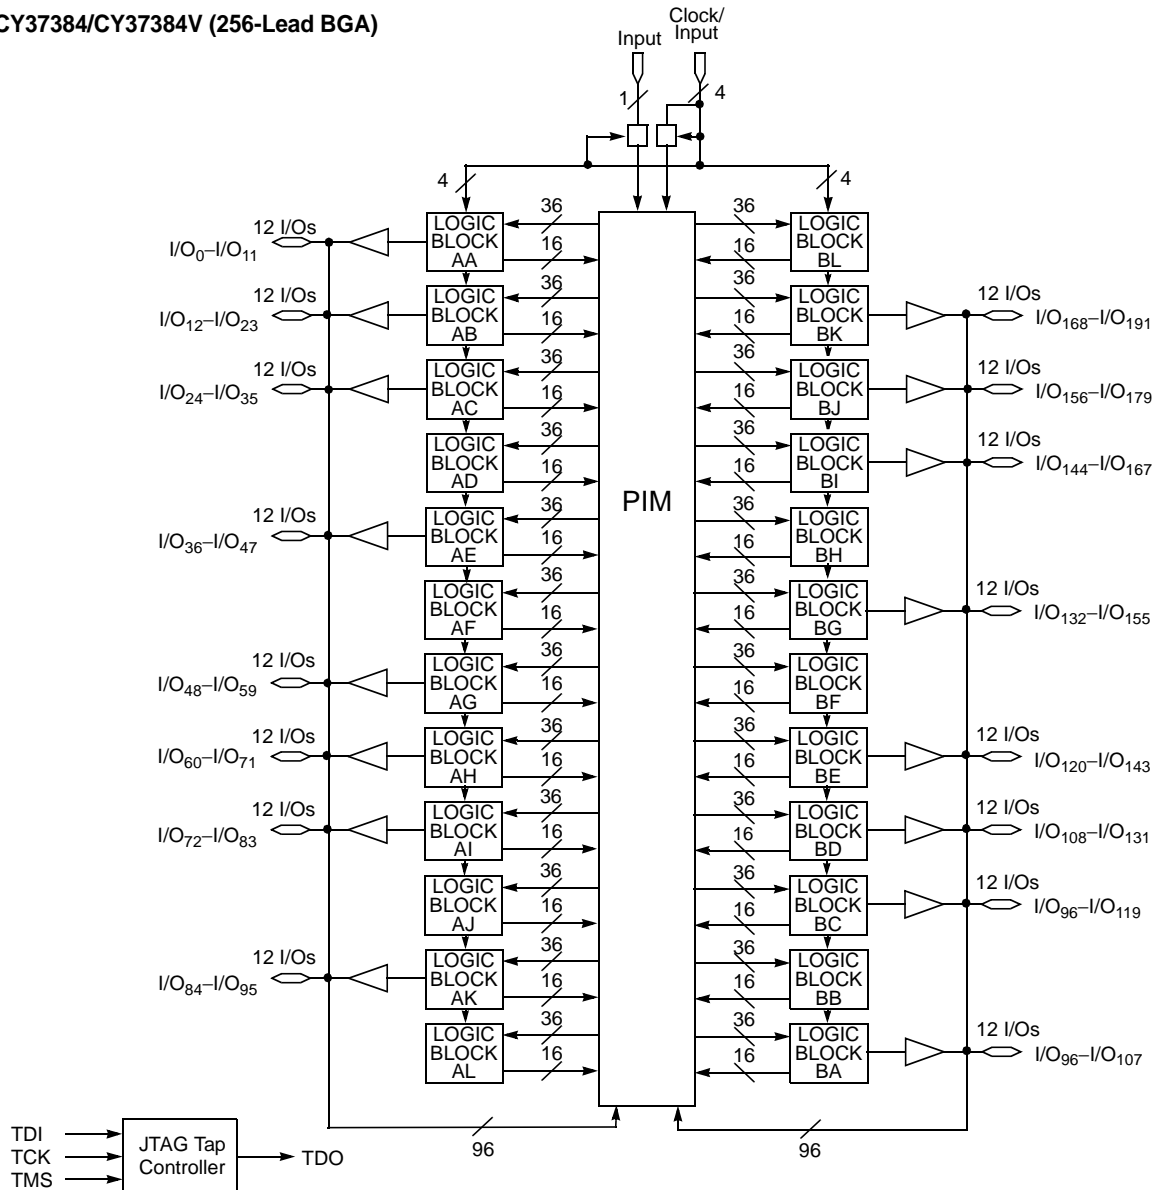 CY37384/CY37384V (256-Lead BGA)
Clock/
Input
Input
1
4
4
4
12 I/Os
I/O0–I/O11
LOGIC
BLOCK
AA
36
16
PIM
36
16
LOGIC
BLOCK
BL
12 I/Os
I/O12–I/O23
LOGIC
BLOCK
AB
36
16
36
16
LOGIC
BLOCK
BK
12 I/Os
I/O168–I/O191
12 I/Os
I/O24–I/O35
LOGIC
BLOCK
AC
36
16
36
16
LOGIC
BLOCK
BJ
12 I/Os
I/O156–I/O179
LOGIC
BLOCK
AD
36
16
36
16
LOGIC
BLOCK
BI
12 I/Os
I/O144–I/O167
12 I/Os
I/O36–I/O47
LOGIC
BLOCK
AE
36
16
36
16
LOGIC
BLOCK
BH
LOGIC
BLOCK
AF
36
16
36
16
LOGIC
BLOCK
BG
12 I/Os
I/O132–I/O155
12 I/Os
I/O48–I/O59
LOGIC
BLOCK
AG
36
16
36
16
LOGIC
BLOCK
BF
12 I/Os
I/O60–I/O71
LOGIC
BLOCK
AH
36
16
36
16
LOGIC
BLOCK
BE
12 I/Os
I/O120–I/O143
12 I/Os
I/O72–I/O83
LOGIC
BLOCK
AI
36
16
36
16
LOGIC
BLOCK
BD
12 I/Os
I/O108–I/O131
LOGIC
BLOCK
AJ
36
16
36
16
LOGIC
BLOCK
BC
12 I/Os
I/O96–I/O119
12 I/Os
I/O84–I/O95
LOGIC
BLOCK
AK
36
16
36
16
LOGIC
BLOCK
BB
LOGIC
BLOCK
AL
36
16
36
16
LOGIC
BLOCK
BA
12 I/Os
I/O96–I/O107
96
96
TDI
TCK
TMS
JTAG Tap
Controller
TDO